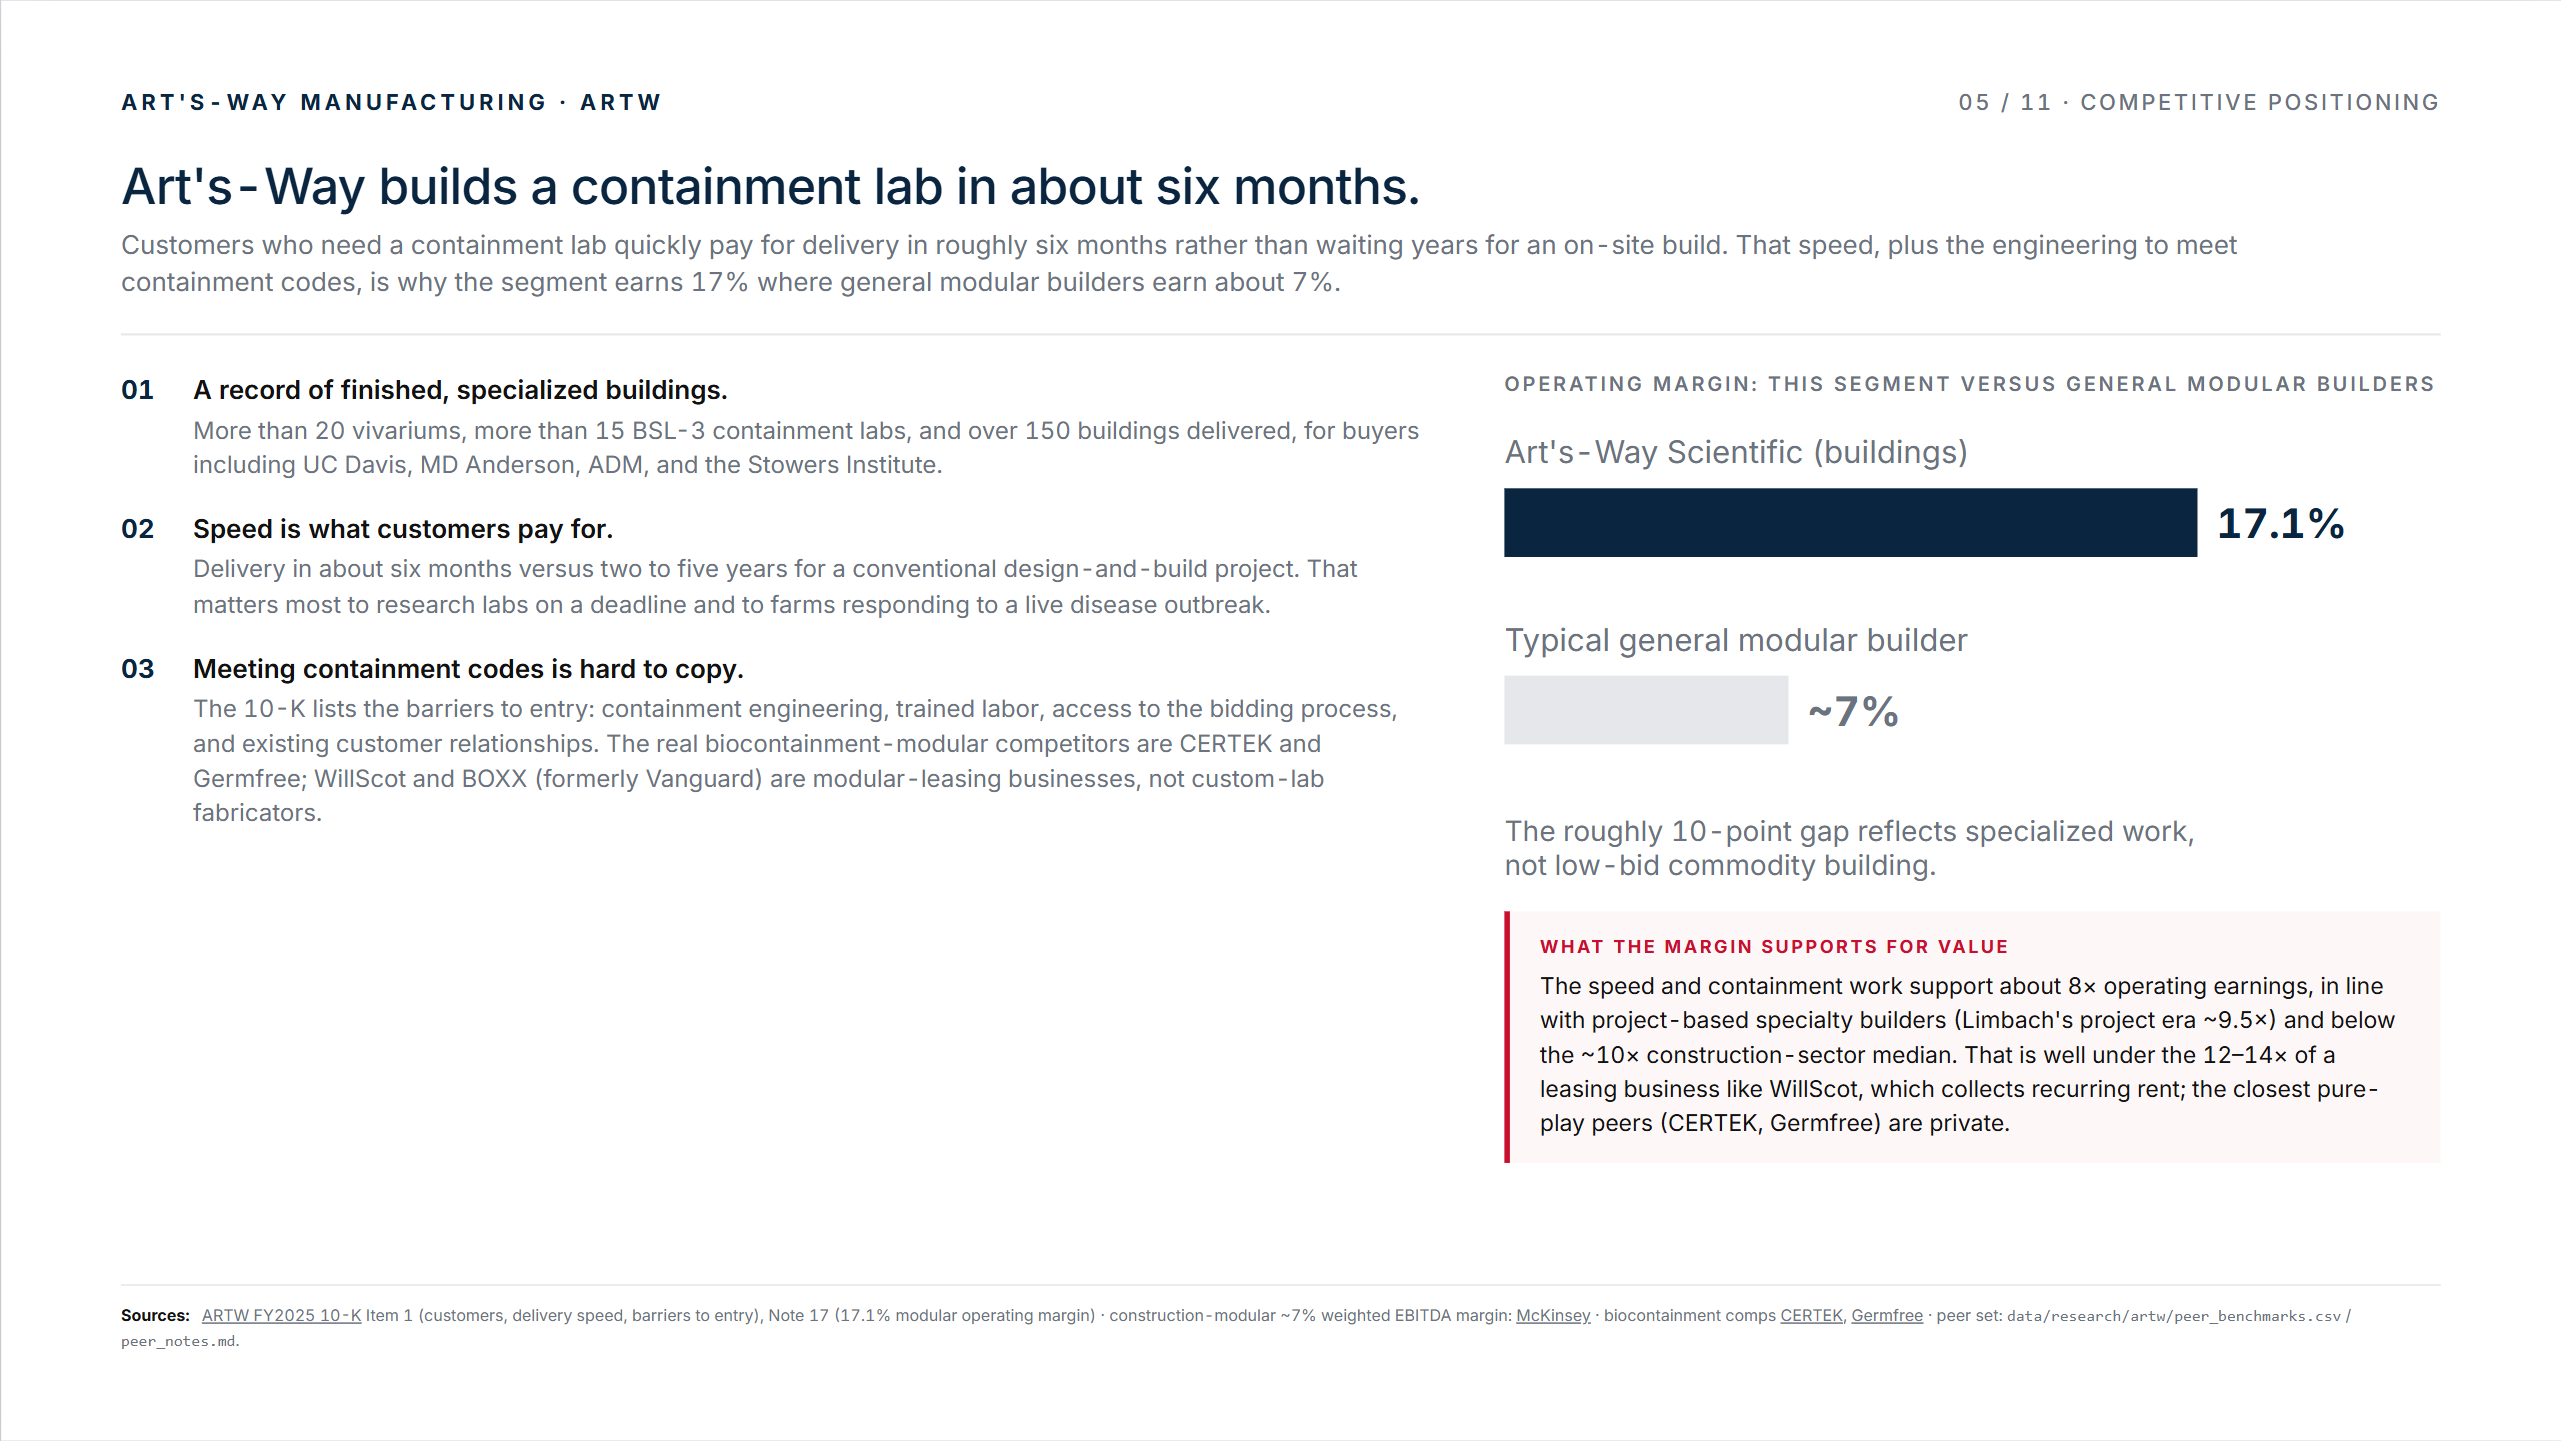 ART'S-WAY MANUFACTURING · ARTW
05 / 11 · COMPETITIVE POSITIONING
Art's-Way builds a containment lab in about six months.
Customers who need a containment lab quickly pay for delivery in roughly six months rather than waiting years for an on-site build. That speed, plus the engineering to meet
containment codes, is why the segment earns 17% where general modular builders earn about 7%.
01 A record of finished, specialized buildings.
More than 20 vivariums, more than 15 BSL-3 containment labs, and over 150 buildings delivered, for buyers
including UC Davis, MD Anderson, ADM, and the Stowers Institute.
02 Speed is what customers pay for.
Delivery in about six months versus two to five years for a conventional design-and-build project. That
matters most to research labs on a deadline and to farms responding to a live disease outbreak.
03 Meeting containment codes is hard to copy.
The 10-K lists the barriers to entry: containment engineering, trained labor, access to the bidding process,
and existing customer relationships. The real biocontainment-modular competitors are CERTEK and
Germfree; WillScot and BOXX (formerly Vanguard) are modular-leasing businesses, not custom-lab
fabricators.
OPERATING MARGIN: THIS SEGMENT VERSUS GENERAL MODULAR BUILDERS
Art's-Way Scientific (buildings)
17.1%
Typical general modular builder
~7%
The roughly 10-point gap reflects specialized work,
not low-bid commodity building.
WHAT THE MARGIN SUPPORTS FOR VALUE
The speed and containment work support about 8× operating earnings, in line
with project-based specialty builders (Limbach's project era ~9.5×) and below
the ~10× construction-sector median. That is well under the 12–14× of a
leasing business like WillScot, which collects recurring rent; the closest pure-
play peers (CERTEK, Germfree) are private.
Sources: ARTW FY2025 10-K Item 1 (customers, delivery speed, barriers to entry), Note 17 (17.1% modular operating margin) · construction-modular ~7% weighted EBITDA margin: McKinsey · biocontainment comps CERTEK, Germfree · peer set: data/research/artw/peer_benchmarks.csv /
peer_notes.md.